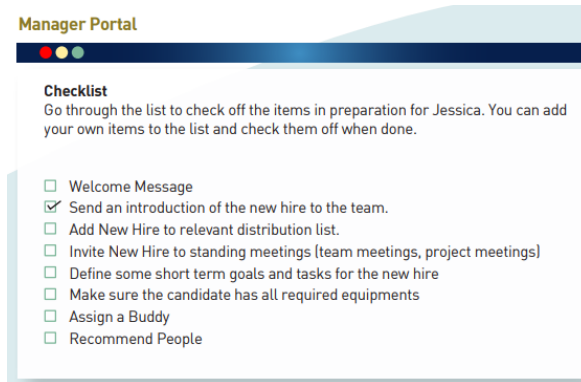 Manager Portal
Checklist
Go through the list to check off the items in preparation for Jessica. You can add
your own items to the list and check them off when done.
Welcome Message
Send an introduction of the new hire to the team.
Add New Hire to relevant distribution list.
Invite New Hire to standing meetings (team meetings, project meetings)
Define some short term goals and tasks for the new hire
Make sure the candidate has all required equipments
Assign a Buddy
Recommend People